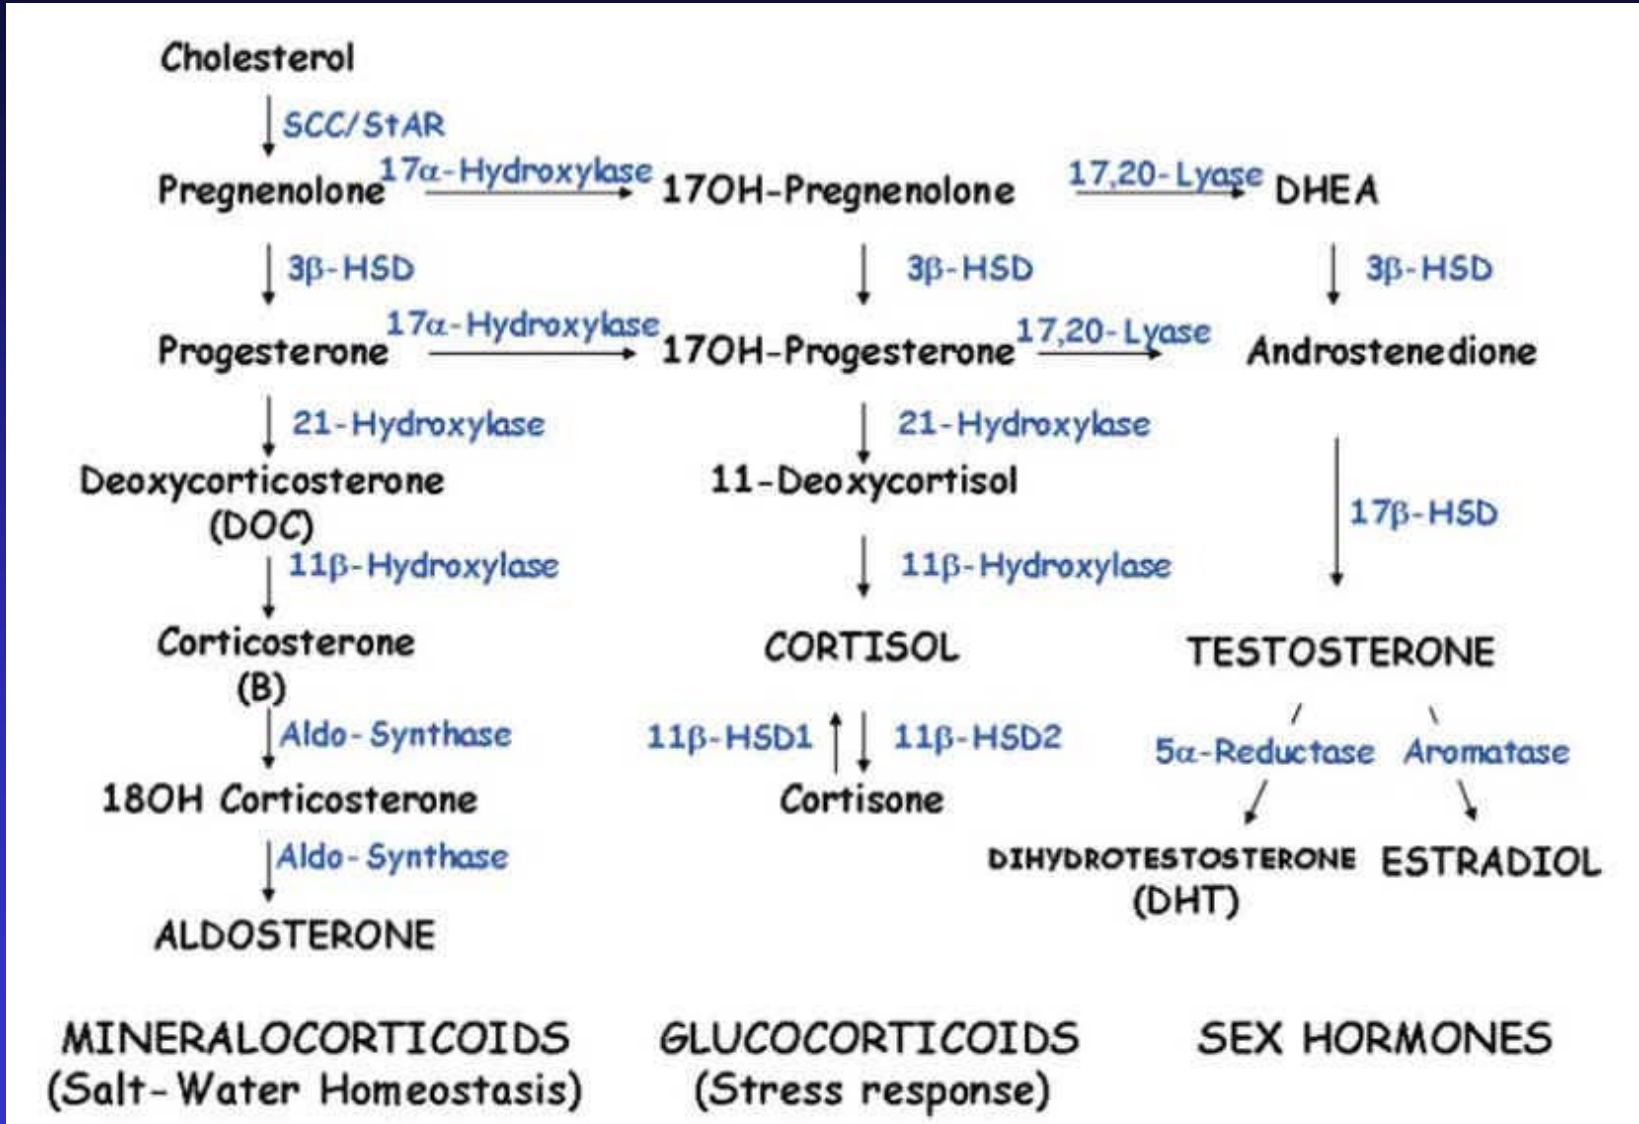 Cholesterol
SCC/StAR
17α-Hydroxylase 17,20-Lyase
Pregnenolone 17OH-Pregnenolone DHEA
3β-HSD 3β-HSD 3β-HSD
17α-Hydroxylase 17,20-Lyase
Progesterone 17OH-Progesterone Androstenedione
21-Hydroxylase 21-Hydroxylase
Deoxycorticosterone 11-Deoxycortisol
(DOC) 17β-HSD
11β-Hydroxylase 11β-Hydroxylase
Corticosterone CORTISOL TESTOSTERONE
(B)
Aldo-Synthase 11β-HSD1 11β-HSD2 5α-Reductase Aromatase
18OH Corticosterone Cortisone
Aldo-Synthase DIHYDROTESTOSTERONE ESTRADIOL
(DHT)
ALDOSTERONE
MINERALOCORTICOIDS GLUCOCORTICOIDS SEX HORMONES
(Salt-Water Homeostasis) (Stress response)